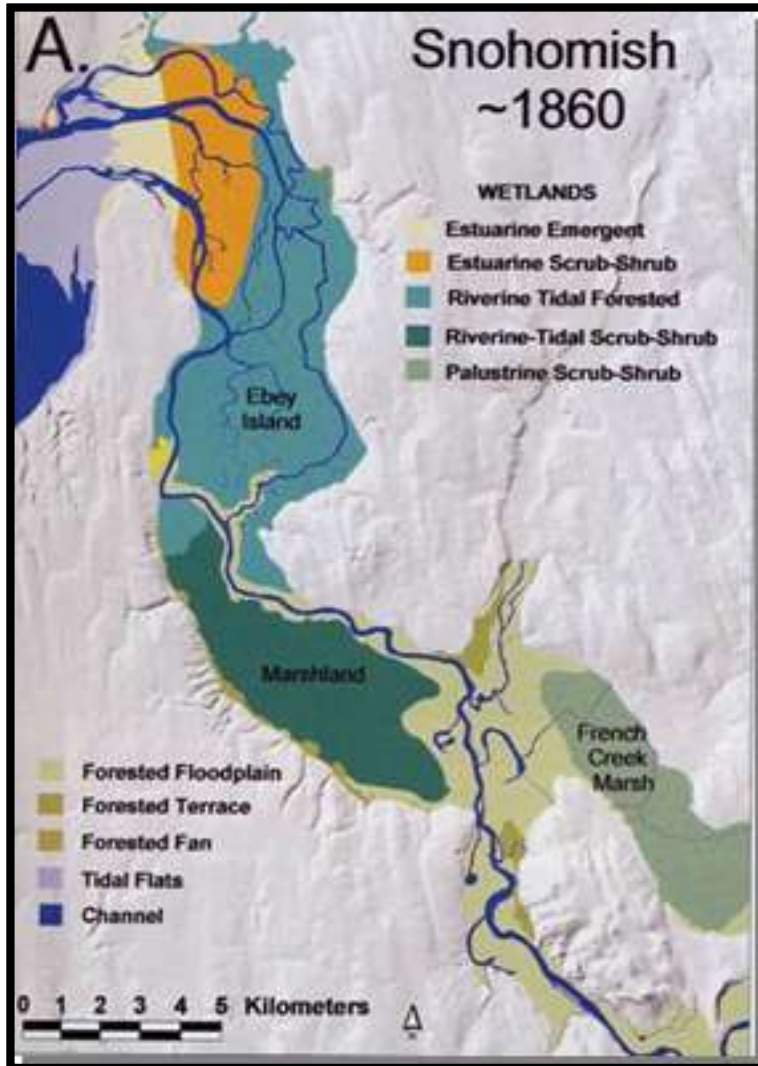 A.
Snohomish
~1860
WETLANDS
Estuarine Emergent
Estuarine Scrub-Shrub
Riverine Tidal Forested
Riverine-Tidal Scrub-Shrub
Palustrine Scrub-Shrub
Ebey
Island
Marshland
French
Creek
Marsh
Forested Floodplain
Forested Terrace
Forested Fan
Tidal Flats
Channel
0 1 2 3 4 5 Kilometers